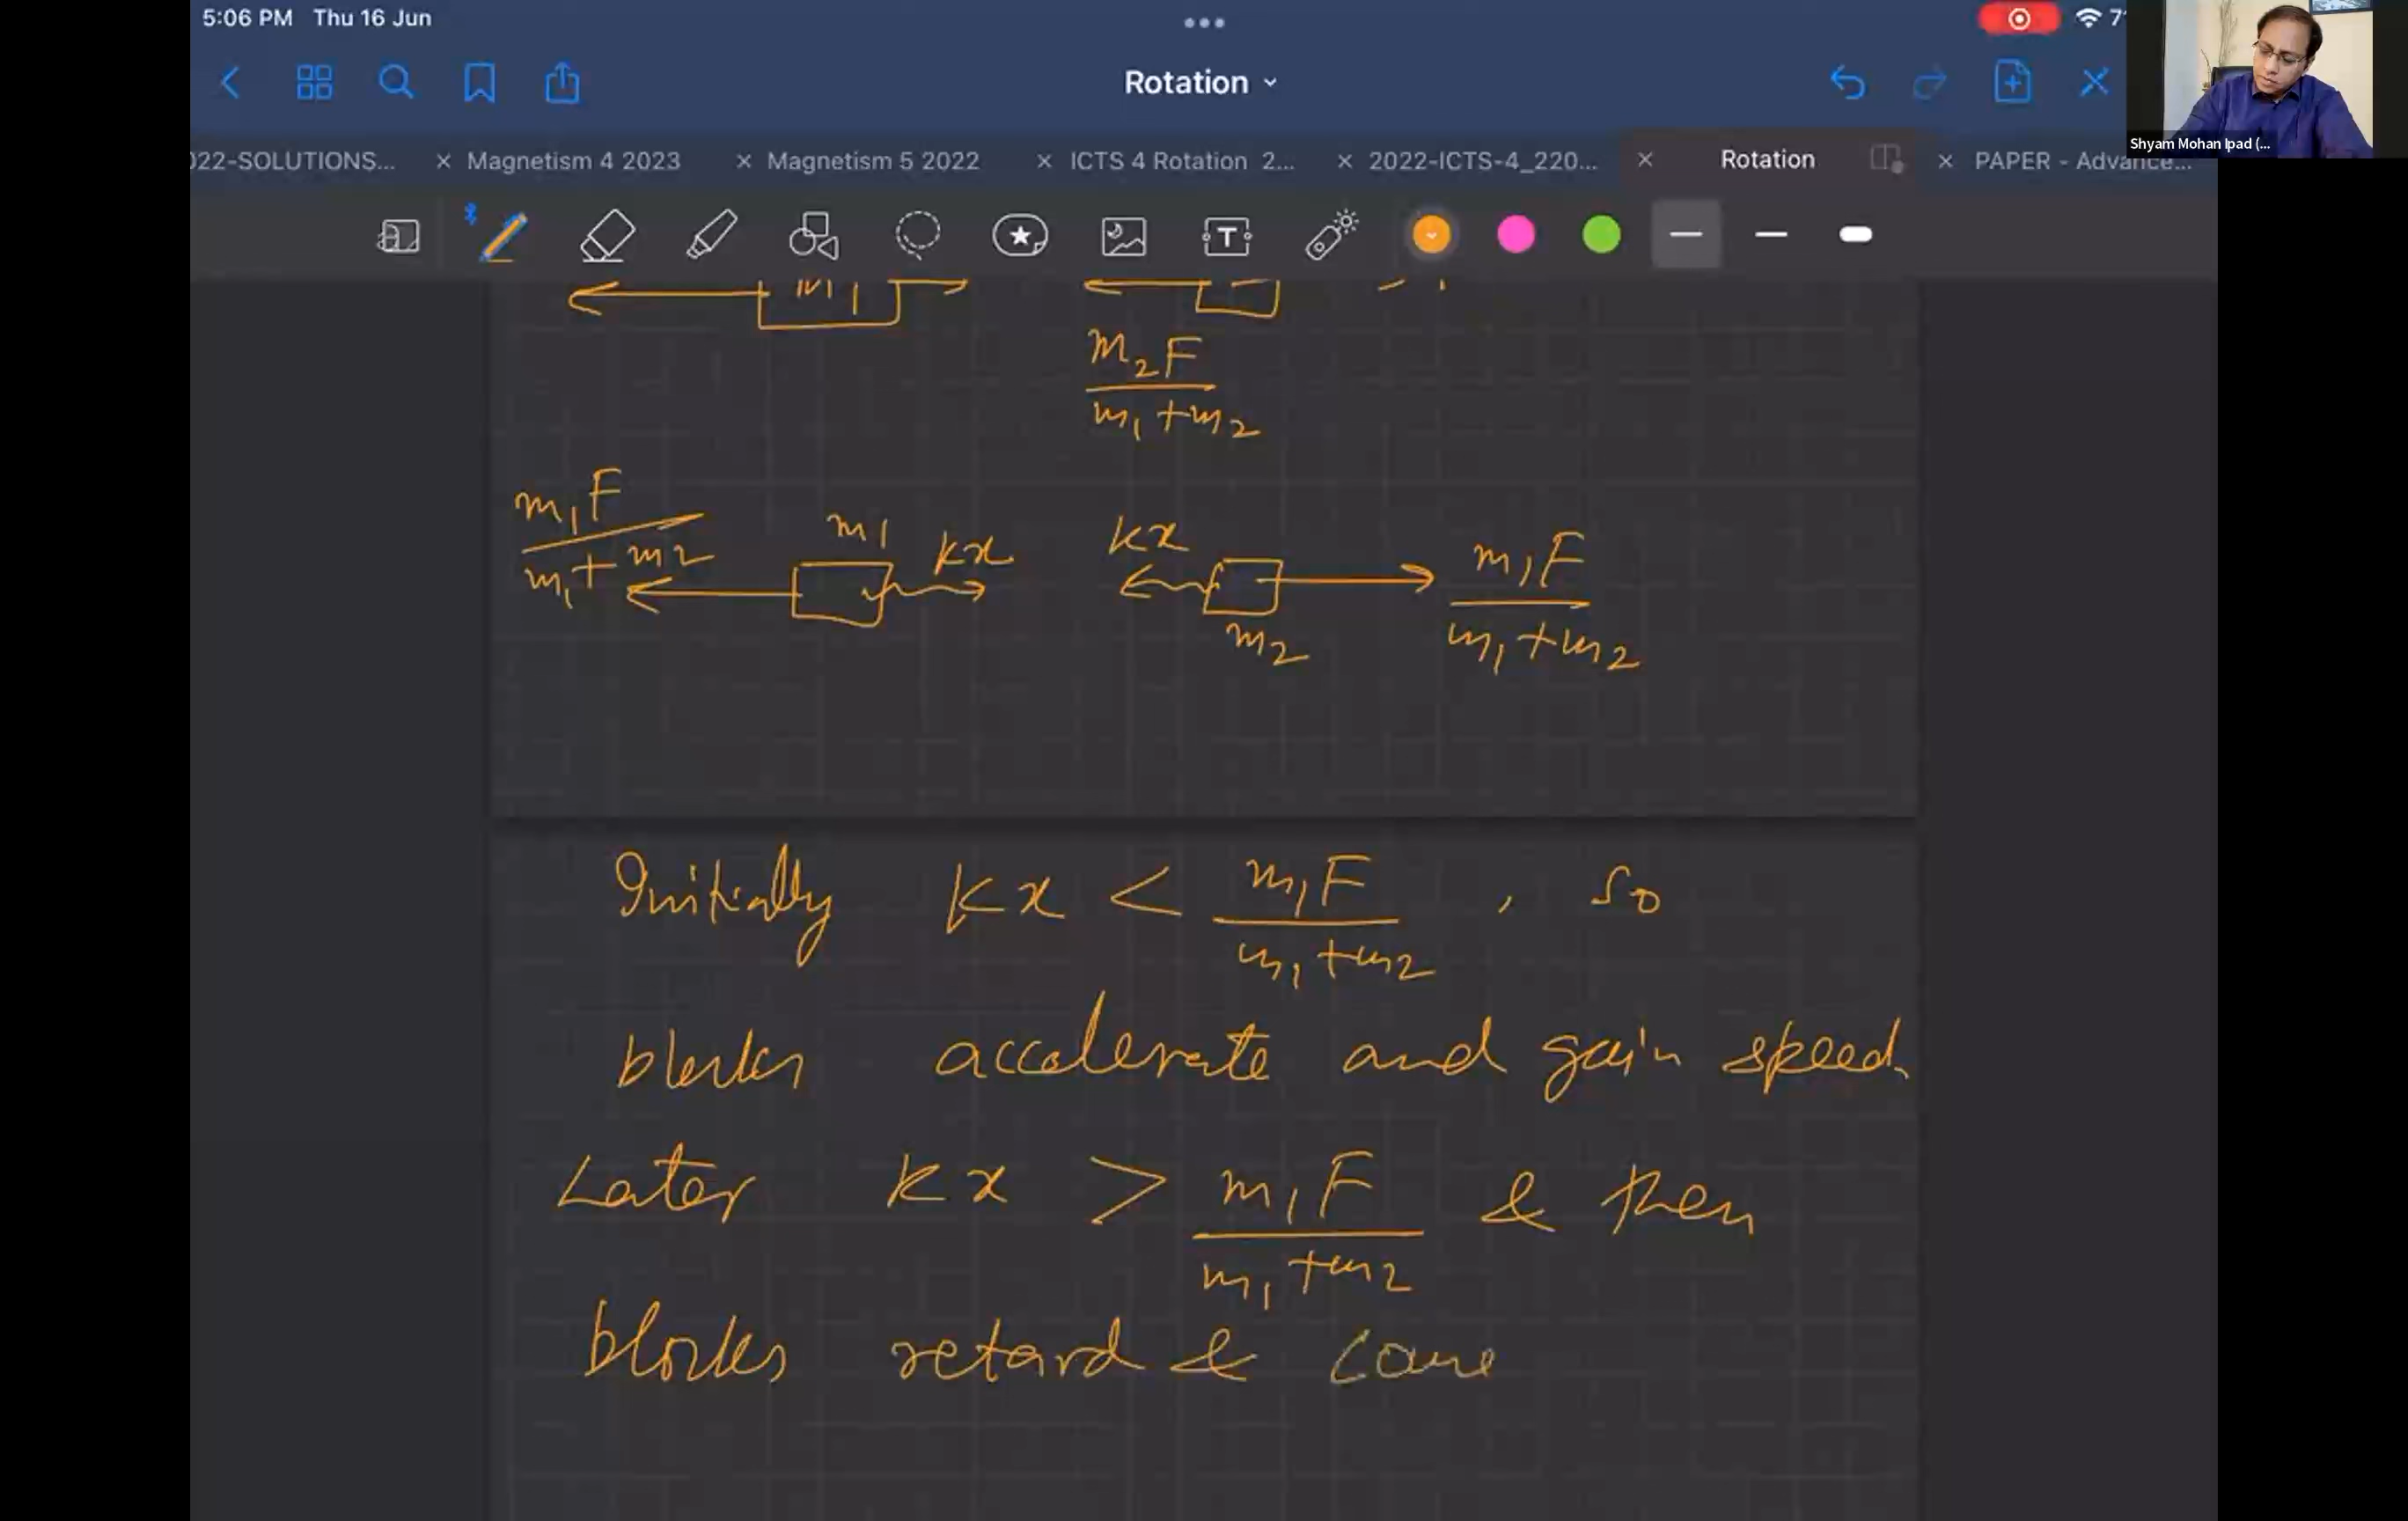 5:06 PM Thu 16 Jun
Rotation
022-SOLUTIONS...
Magnetism 4 2023
Magnetism 5 2022
ICTS 4 Rotation 2...
2022-ICTS-4_220...
Rotation
PAPER - Advance...
Shyam Mohan Ipad (...
T
m1
m2F
m1+m2
m1F
m1+m2
m1
kx
kx
m2
m1F
m1+m2
Initially kx < m1F/m1+m2 , so
blocks accelerate and gain speed.
Later kx > m1F/m1+m2 & then
blocks retard & come